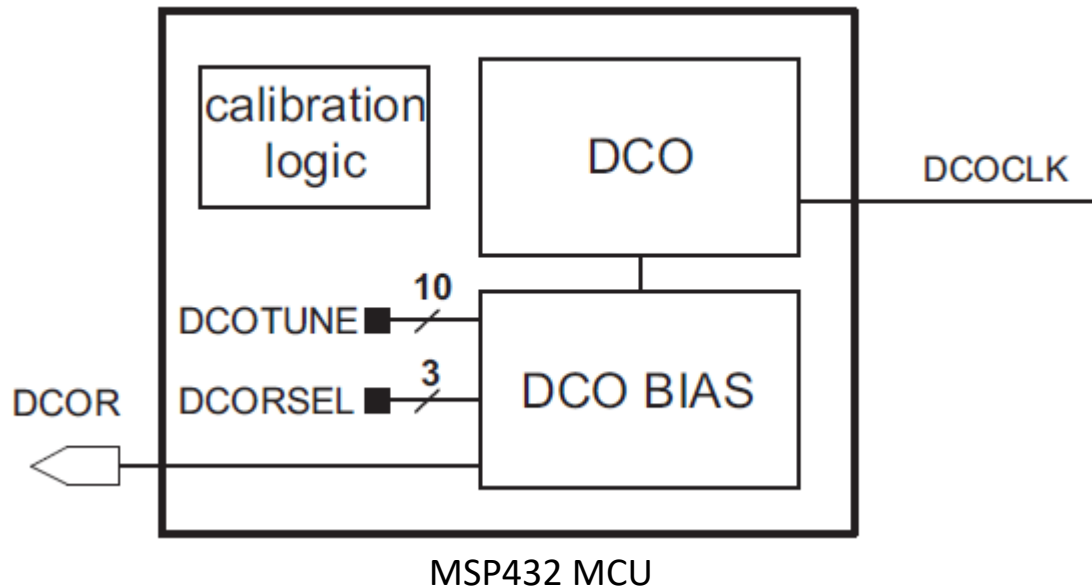 calibration
logic
DCO
DCOCLK
10
DCOTUNE
3
DCOR
DCORSEL
DCO BIAS
MSP432 MCU